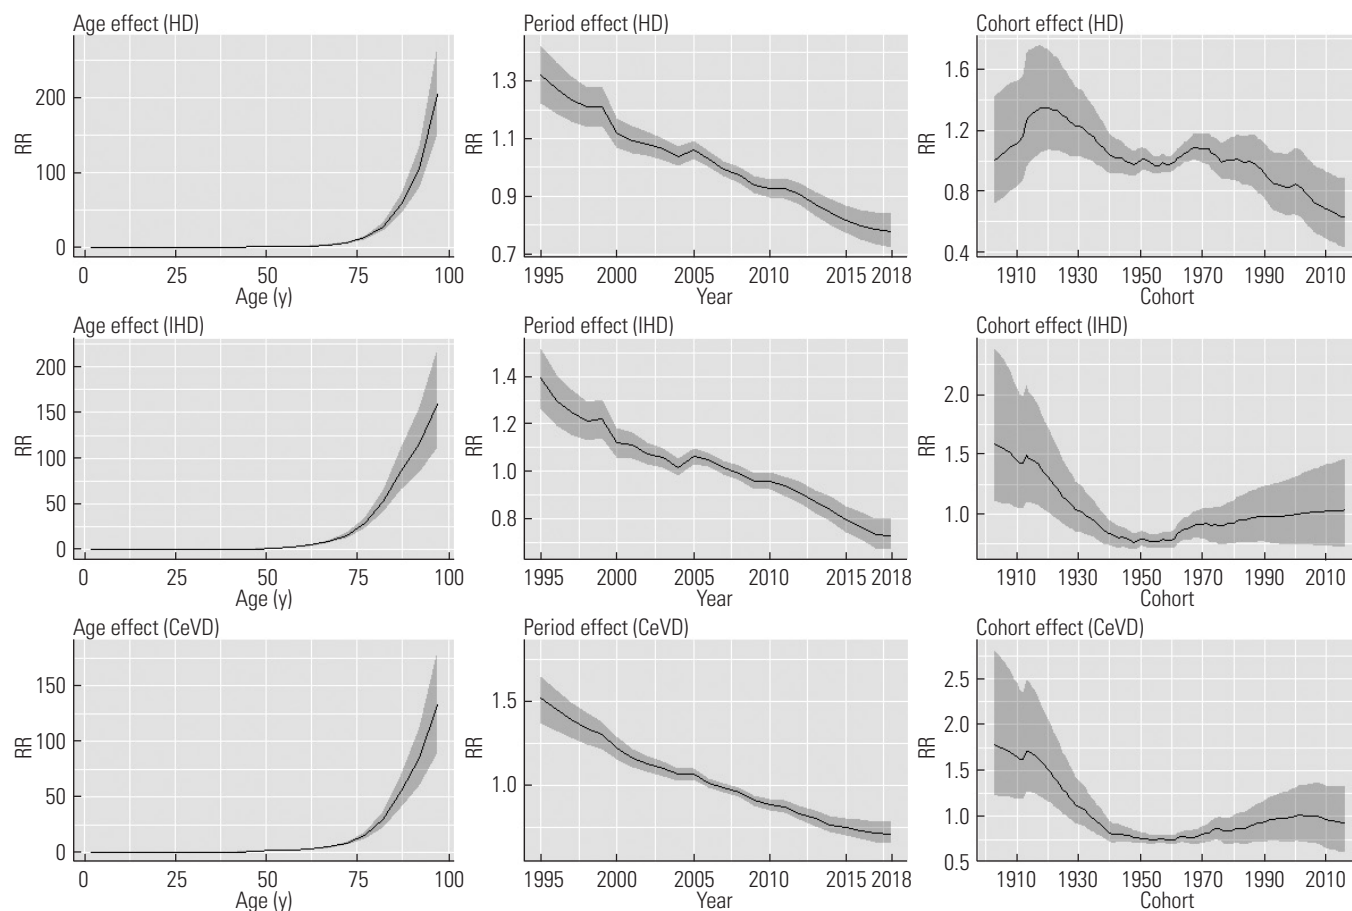 Age effect (HD)
RR
200
100
0
0 25 50 75 100
Age (y)
Period effect (HD)
RR
1.3
1.1
0.9
0.7
1995 2000 2005 2010 2015 2018
Year
Cohort effect (HD)
RR
1.6
1.2
0.8
0.4
1910 1930 1950 1970 1990 2010
Cohort
Age effect (IHD)
RR
200
150
100
50
0
0 25 50 75 100
Age (y)
Period effect (IHD)
RR
1.4
1.2
1.0
0.8
1995 2000 2005 2010 2015 2018
Year
Cohort effect (IHD)
RR
2.0
1.5
1.0
1910 1930 1950 1970 1990 2010
Cohort
Age effect (CeVD)
RR
150
100
50
0
0 25 50 75 100
Age (y)
Period effect (CeVD)
RR
1.5
1.0
1995 2000 2005 2010 2015 2018
Year
Cohort effect (CeVD)
RR
2.5
2.0
1.5
1.0
0.5
1910 1930 1950 1970 1990 2010
Cohort